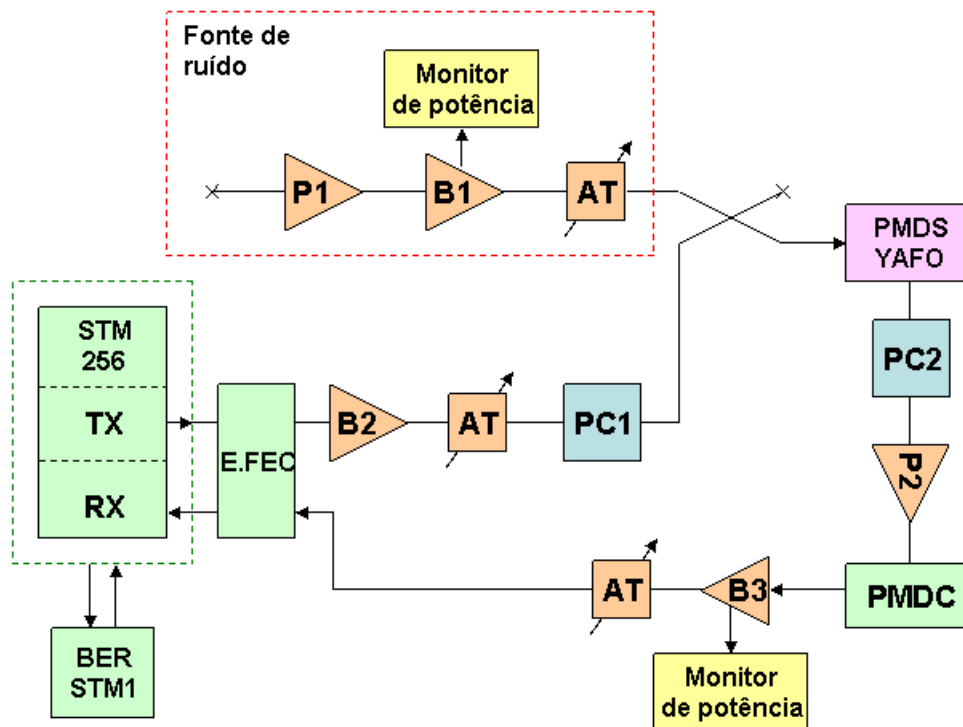 Fonte de
ruído
Monitor
de potência
P1
B1
AT
PMDS
YAFO
STM
256
TX
RX
E.FEC
B2
AT
PC1
PC2
P2
AT
B3
PMDC
BER
STM1
Monitor
de potência